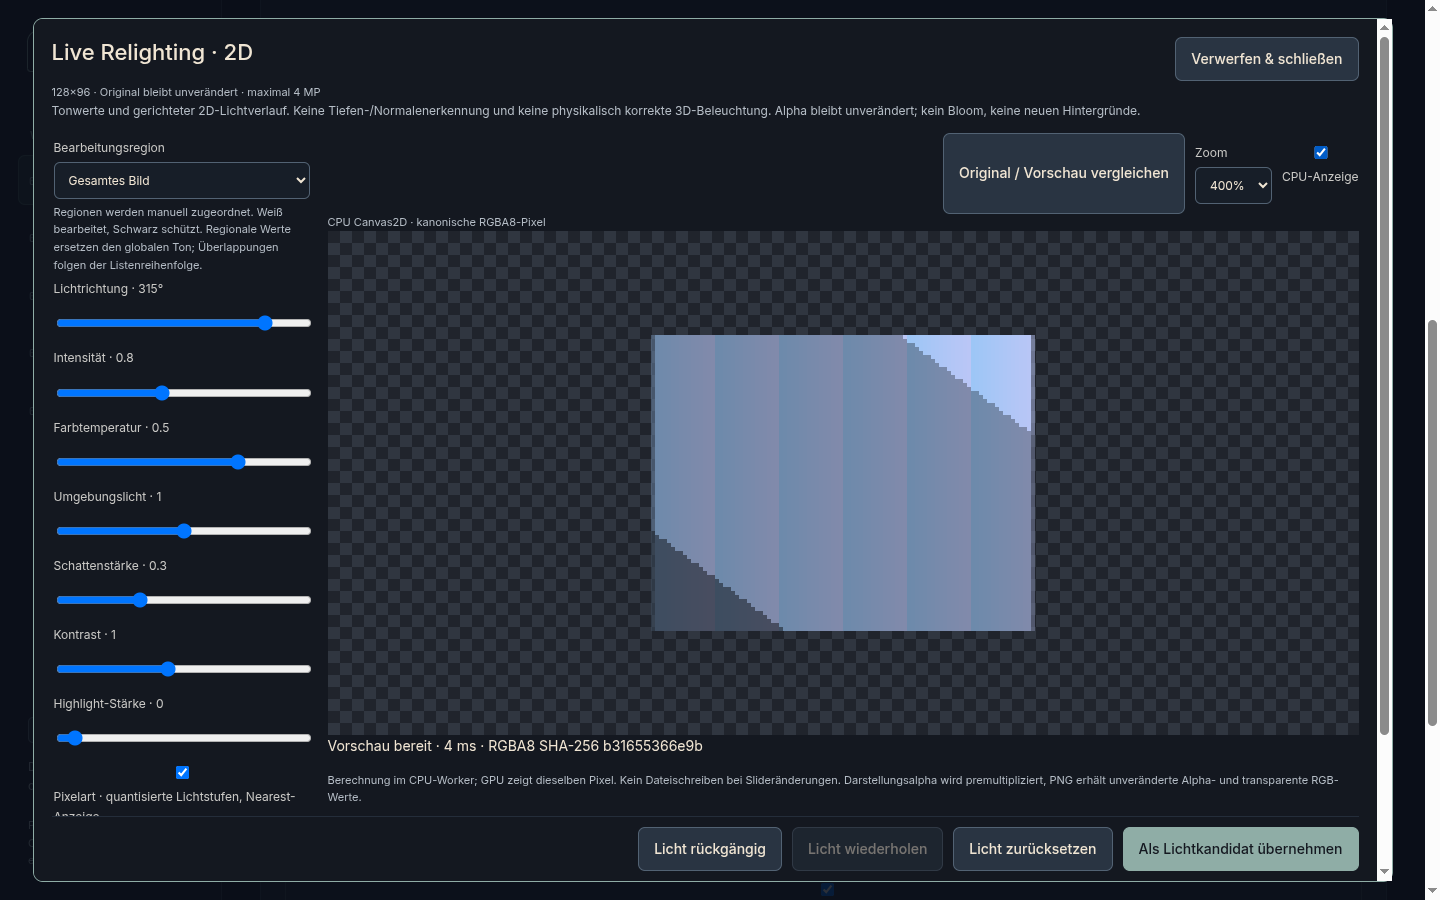 Live Relighting · 2D
Verwerfen & schließen
128×96 · Original bleibt unverändert · maximal 4 MP
Tonwerte und gerichteter 2D-Lichtverlauf. Keine Tiefen-/Normalenerkennung und keine physikalisch korrekte 3D-Beleuchtung. Alpha bleibt unverändert; kein Bloom, keine neuen Hintergründe.
Bearbeitungsregion
Gesamtes Bild
Regionen werden manuell zugeordnet. Weiß
bearbeitet, Schwarz schützt. Regionale Werte
ersetzen den globalen Ton; Überlappungen
folgen der Listenreihenfolge.
Lichtrichtung · 315°
Intensität · 0.8
Farbtemperatur · 0.5
Umgebungslicht · 1
Schattenstärke · 0.3
Kontrast · 1
Highlight-Stärke · 0
Pixelart · quantisierte Lichtstufen, Nearest-
Anzeige
Original / Vorschau vergleichen
Zoom
400%
CPU-Anzeige
CPU Canvas2D · kanonische RGBA8-Pixel
Vorschau bereit · 4 ms · RGBA8 SHA-256 b31655366e9b
Berechnung im CPU-Worker; GPU zeigt dieselben Pixel. Kein Dateischreiben bei Slideränderungen. Darstellungsalpha wird premultipliziert, PNG erhält unveränderte Alpha- und transparente RGB-
Werte.
Licht rückgängig
Licht wiederholen
Licht zurücksetzen
Als Lichtkandidat übernehmen